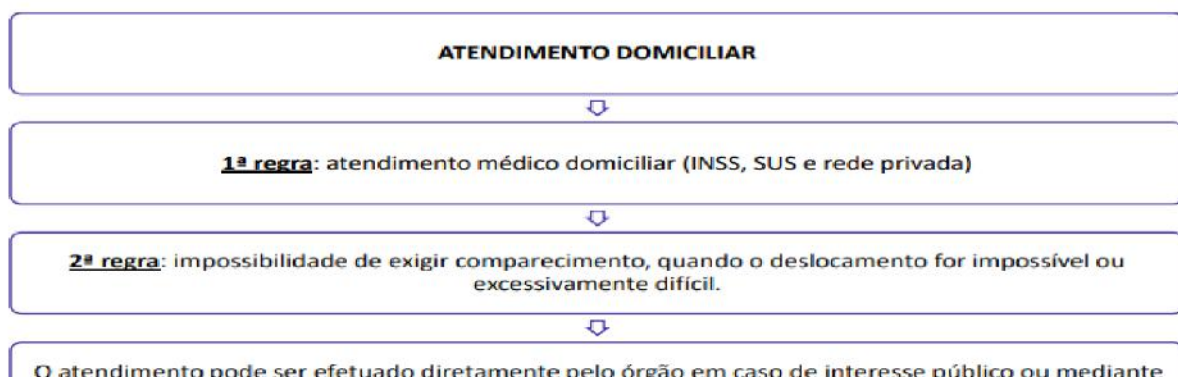 ATENDIMENTO DOMICILIAR
1ª regra: atendimento médico domiciliar (INSS, SUS e rede privada)
2ª regra: impossibilidade de exigir comparecimento, quando o deslocamento for impossível ou
excessivamente difícil.
O atendimento pode ser efetuado diretamente pelo órgão em caso de interesse público ou mediante